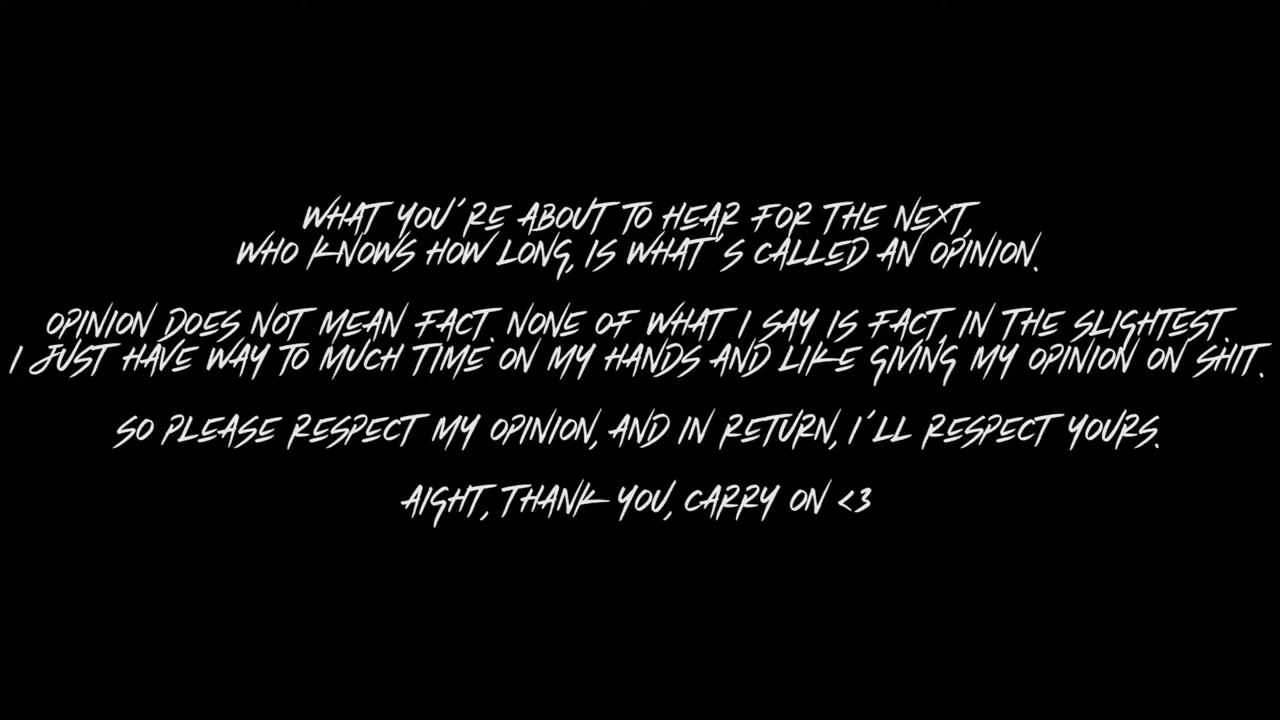 WHAT YOU'RE ABOUT TO HEAR FOR THE NEXT,
WHO KNOWS HOW LONG, IS WHAT'S CALLED AN OPINION.
OPINION DOES NOT MEAN FACT. NONE OF WHAT I SAY IS FACT, IN THE SLIGHTEST.
I JUST HAVE WAY TO MUCH TIME ON MY HANDS AND LIKE GIVING MY OPINION ON SHIT.
SO PLEASE RESPECT MY OPINION, AND IN RETURN, I'LL RESPECT YOURS.
AIGHT, THANK YOU, CARRY ON <3